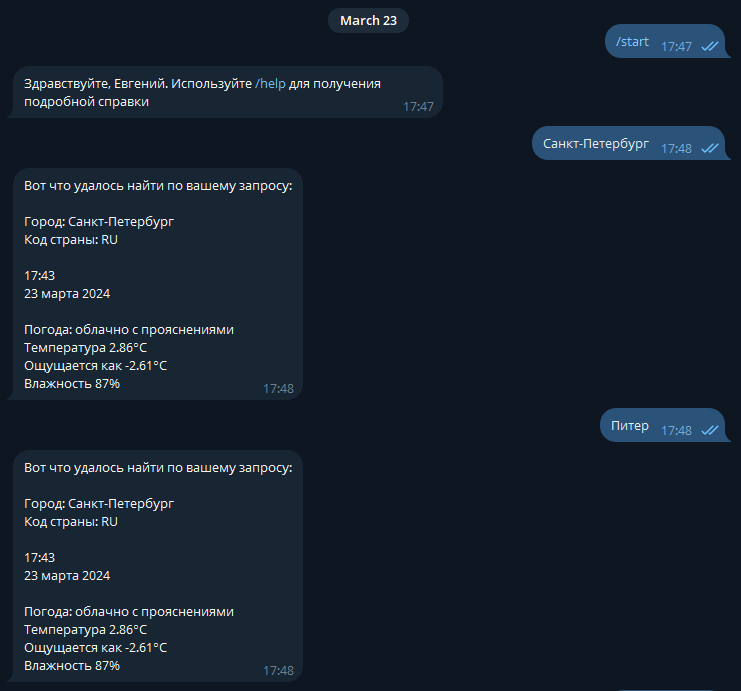 March 23
/start 17:47
Здравствуйте, Евгений. Используйте /help для получения
подробной справки 17:47
Санкт-Петербург 17:48
Вот что удалось найти по вашему запросу:
Город: Санкт-Петербург
Код страны: RU
17:43
23 марта 2024
Погода: облачно с прояснениями
Температура 2.86°C
Ощущается как -2.61°C
Влажность 87% 17:48
Питер 17:48
Вот что удалось найти по вашему запросу:
Город: Санкт-Петербург
Код страны: RU
17:43
23 марта 2024
Погода: облачно с прояснениями
Температура 2.86°C
Ощущается как -2.61°C
Влажность 87% 17:48